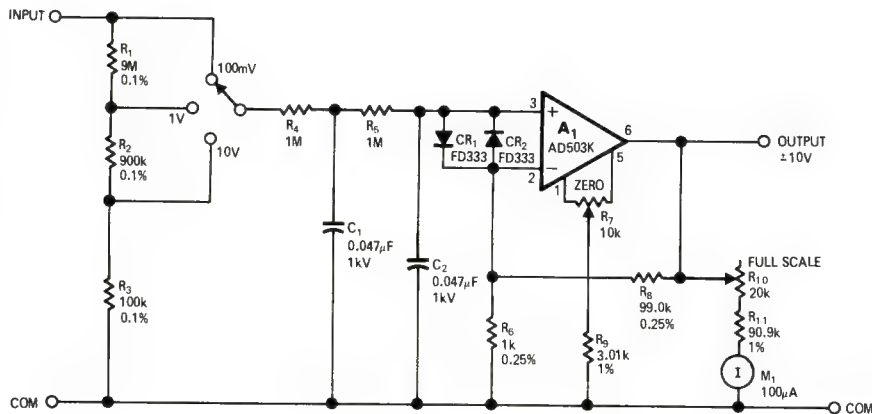 INPUT
R1
9M
0.1%
100mV
1V
R2
900k
0.1%
10V
R3
100k
0.1%
R4
1M
R5
1M
C1
0.047μF
1kV
C2
0.047μF
1kV
CR1
FD333
CR2
FD333
3
+
A1
AD503K
6
−
2
5
1
ZERO
R7
10k
OUTPUT
±10V
FULL SCALE
R10
20k
R8
99.0k
0.25%
R11
90.9k
1%
R6
1k
0.25%
R9
3.01k
1%
I
M1
100μA
COM
COM